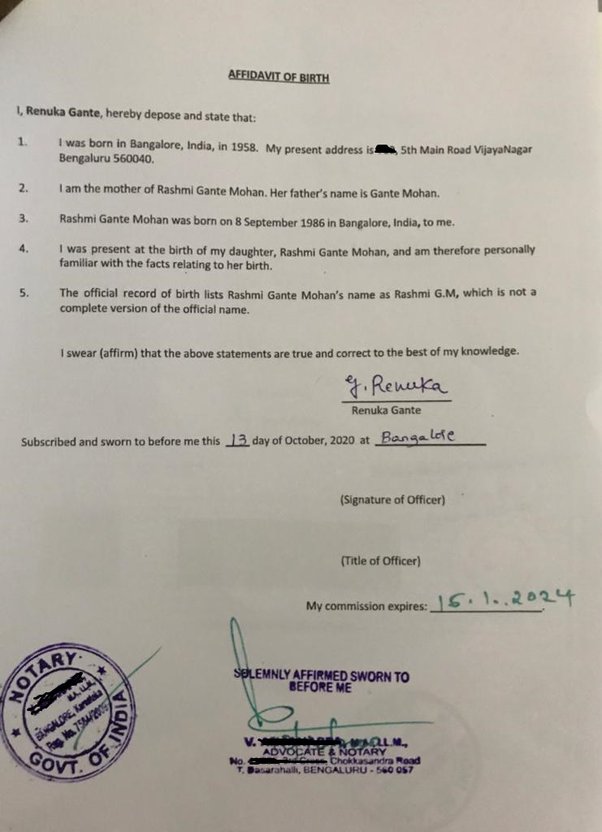 AFFIDAVIT OF BIRTH
I, Renuka Gante, hereby depose and state that:
1. I was born in Bangalore, India, in 1958. My present address is , 5th Main Road VijayaNagar
Bengaluru 560040.
2. I am the mother of Rashmi Gante Mohan. Her father's name is Gante Mohan.
3. Rashmi Gante Mohan was born on 8 September 1986 in Bangalore, India, to me.
4. I was present at the birth of my daughter, Rashmi Gante Mohan, and am therefore personally
familiar with the facts relating to her birth.
5. The official record of birth lists Rashmi Gante Mohan's name as Rashmi G.M, which is not a
complete version of the official name.
I swear (affirm) that the above statements are true and correct to the best of my knowledge.
G. Renuka
Renuka Gante
Subscribed and sworn to before me this 13 day of October, 2020 at Bangalore
(Signature of Officer)
(Title of Officer)
My commission expires: 15.1..2024
SOLEMNLY AFFIRMED SWORN TO
BEFORE ME
V. LL.M.,
ADVOCATE & NOTARY
No. Chokkasandra Road
T. Dasarahalli, BENGALURU - 560 057
NOTARY
BANGALORE, Karnataka
Reg. No.
GOVT. OF INDIA